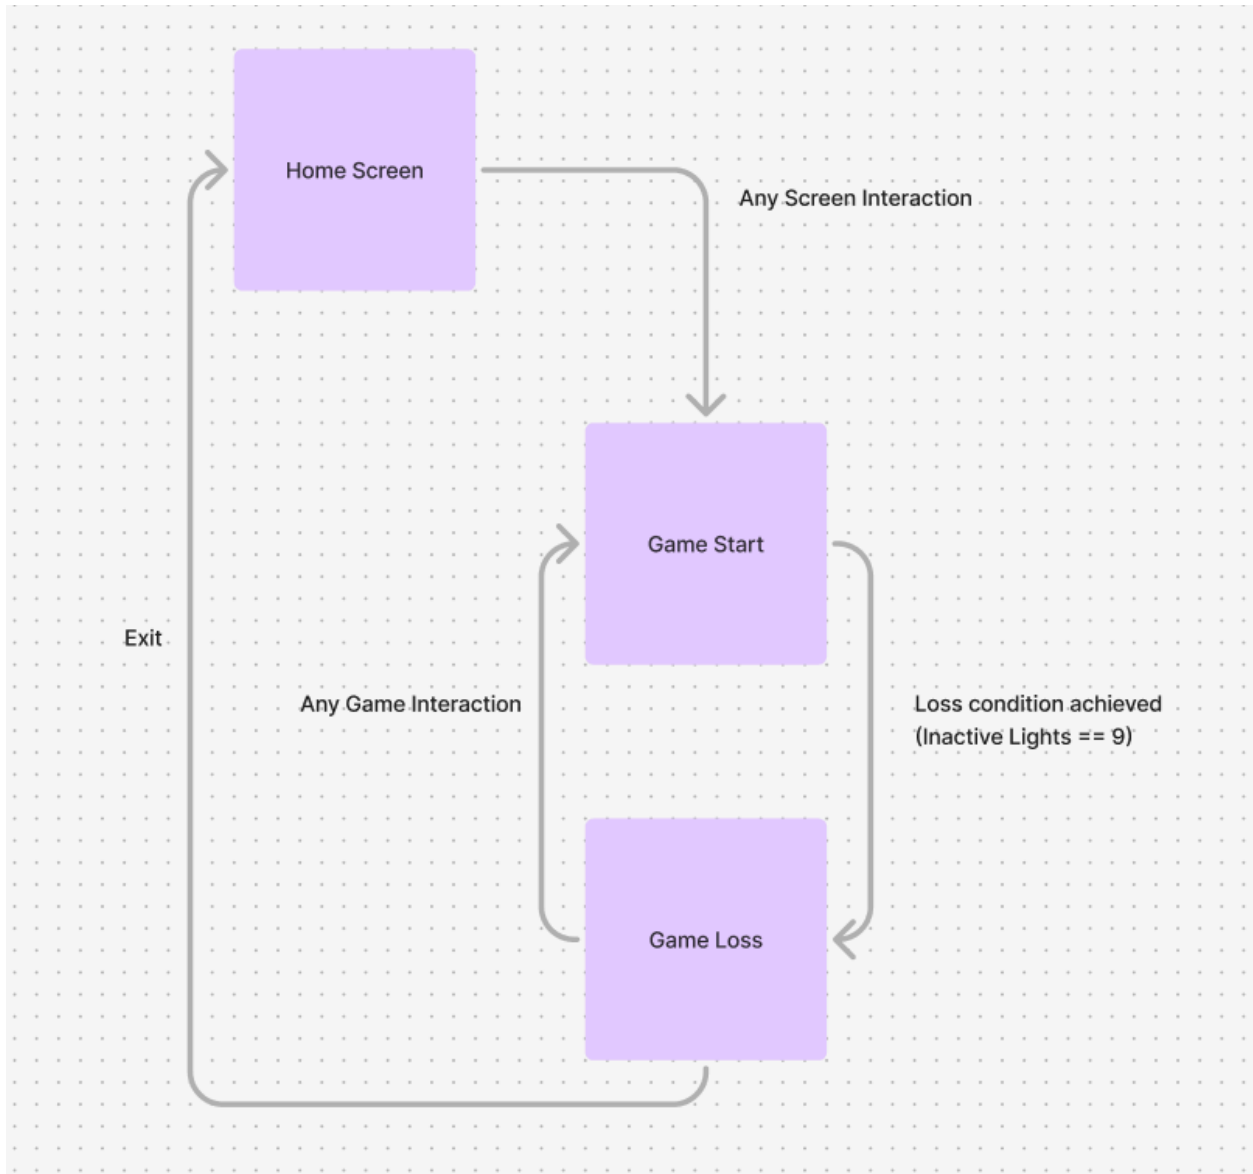 Home Screen
Any Screen Interaction
Game Start
Exit
Any Game Interaction
Loss condition achieved
(Inactive Lights == 9)
Game Loss